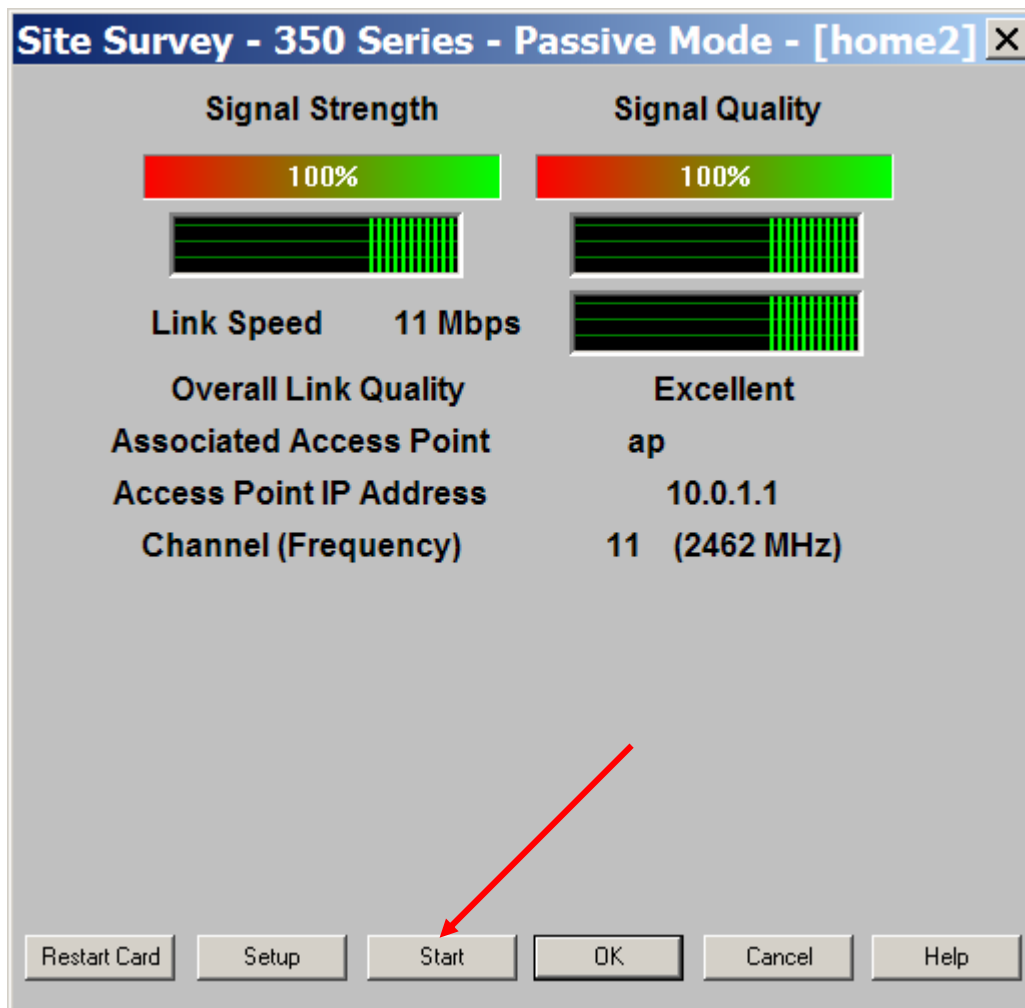 Site Survey - 350 Series - Passive Mode - [home2]
Signal Strength Signal Quality
100% 100%
Link Speed 11 Mbps
Overall Link Quality Excellent
Associated Access Point ap
Access Point IP Address 10.0.1.1
Channel (Frequency) 11 (2462 MHz)
Restart Card Setup Start OK Cancel Help